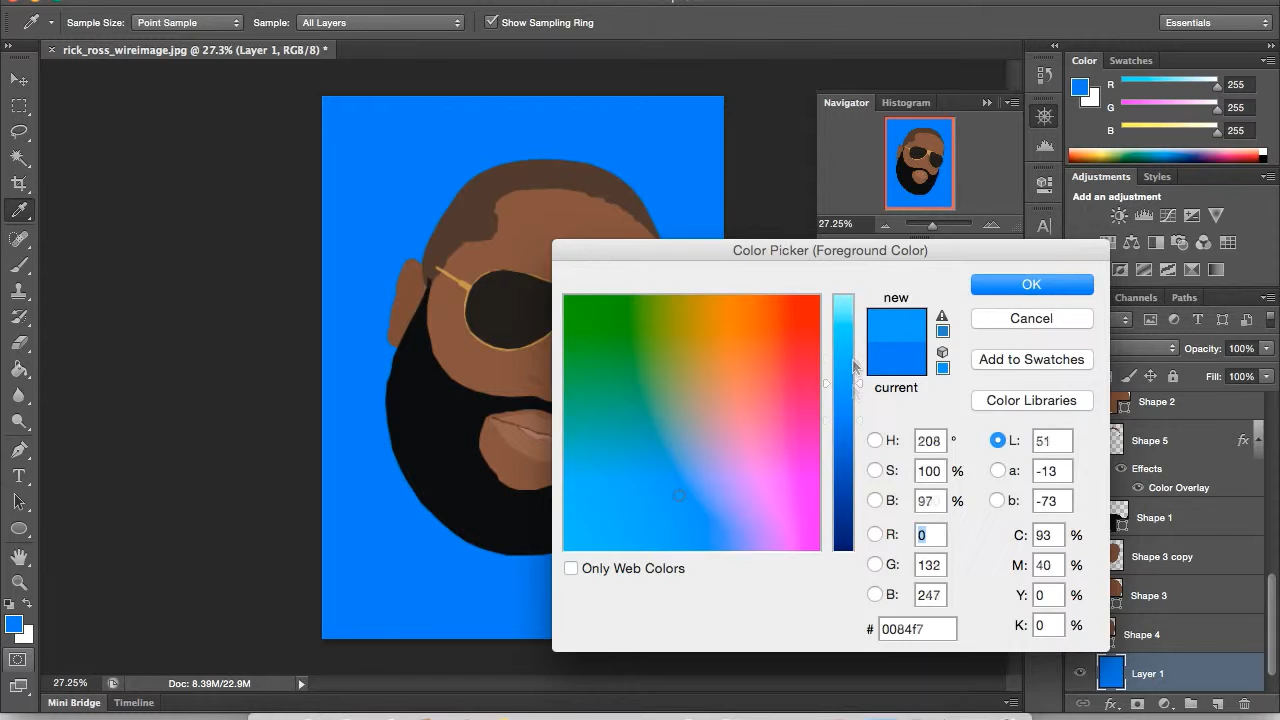 Sample Size: Point Sample Sample: All Layers Show Sampling Ring Essentials
rick_ross_wireimage.jpg @ 27.3% (Layer 1, RGB/8) *
Color Swatches
R 255
G 255
B 255
Navigator Histogram
27.25%
Adjustments Styles
Add an adjustment
Channels Paths
Opacity: 100%
Fill: 100%
Shape 2
Shape 5 fx
Effects
Color Overlay
Shape 1
Shape 3 copy
Shape 3
Shape 4
Layer 1
Color Picker (Foreground Color)
new
current
OK
Cancel
Add to Swatches
Color Libraries
H: 208 °
S: 100 %
B: 97 %
R: 0
G: 132
B: 247
# 0084f7
L: 51
a: -13
b: -73
C: 93 %
M: 40 %
Y: 0 %
K: 0 %
Only Web Colors
27.25% Doc: 8.39M/22.9M
Mini Bridge Timeline